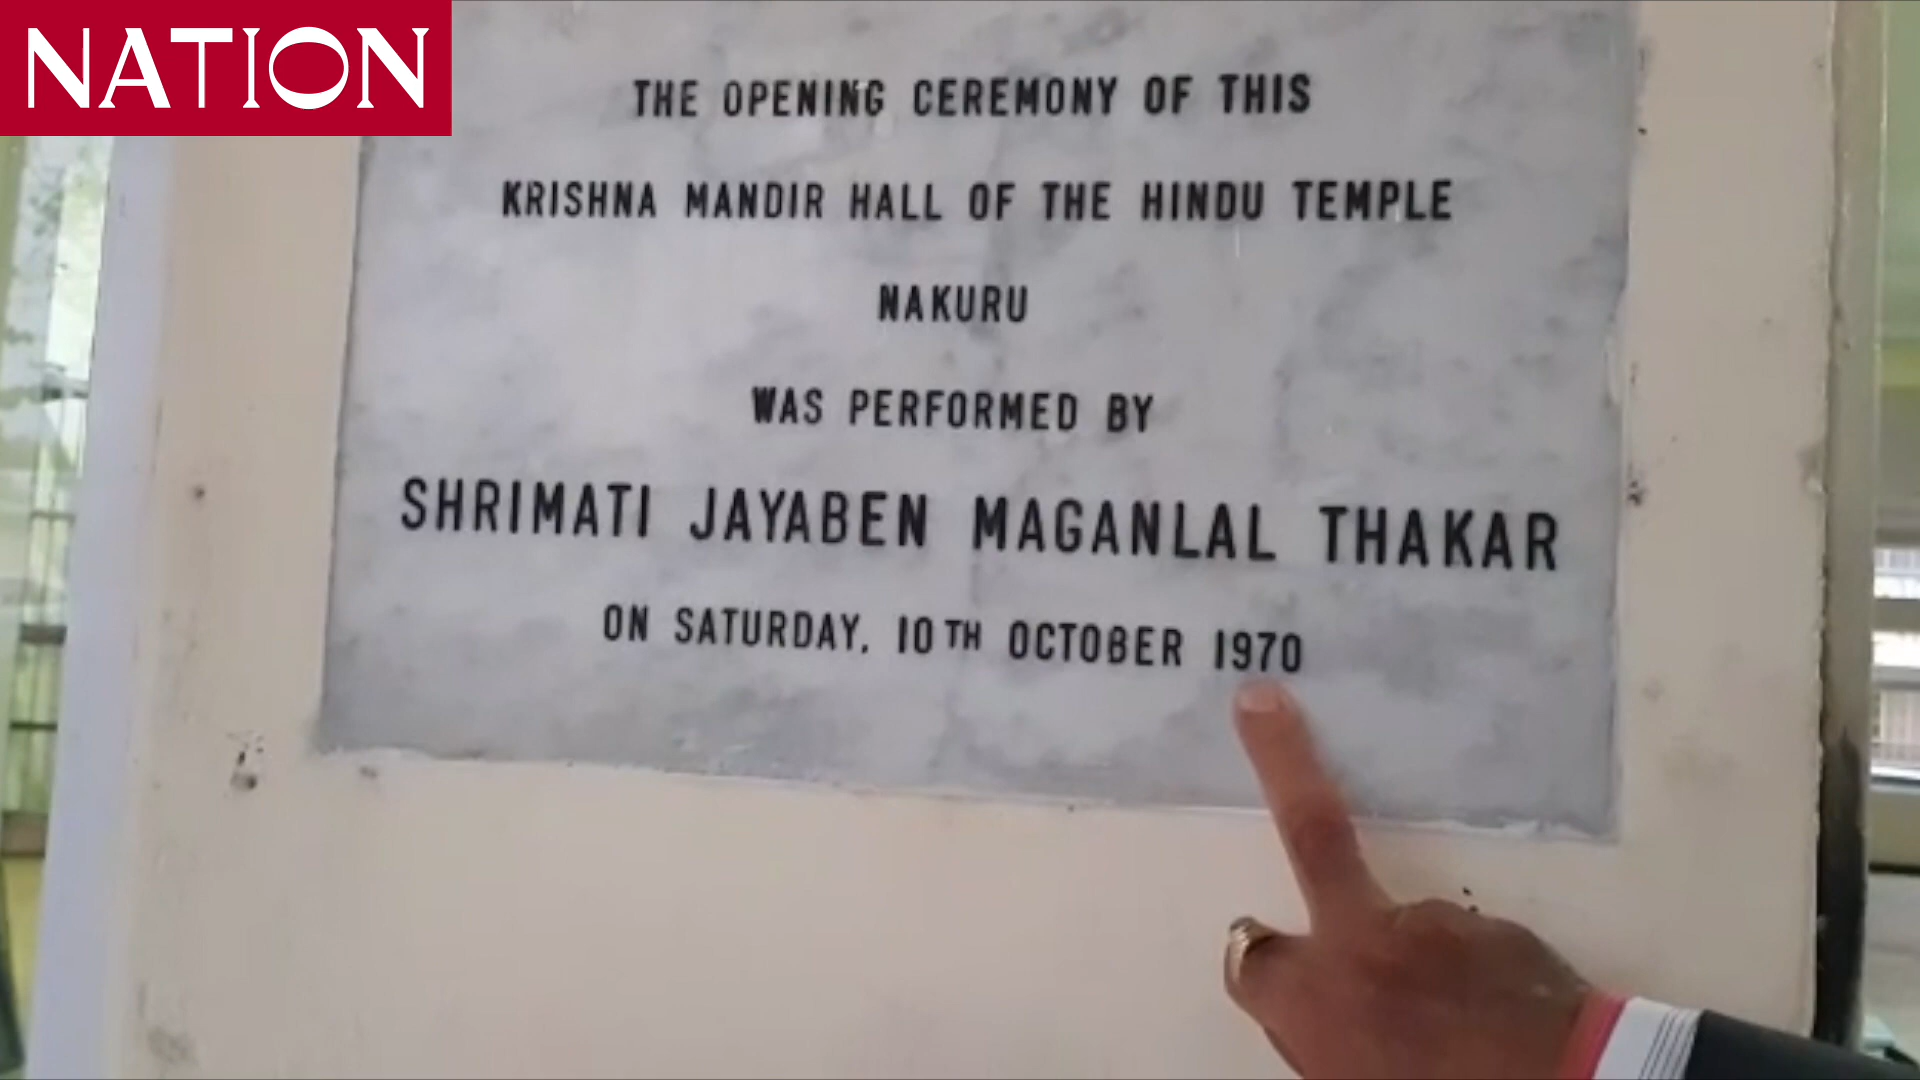 NATION
THE OPENING CEREMONY OF THIS
KRISHNA MANDIR HALL OF THE HINDU TEMPLE
NAKURU
WAS PERFORMED BY
SHRIMATI JAYABEN MAGANLAL THAKAR
ON SATURDAY, 10TH OCTOBER 1970